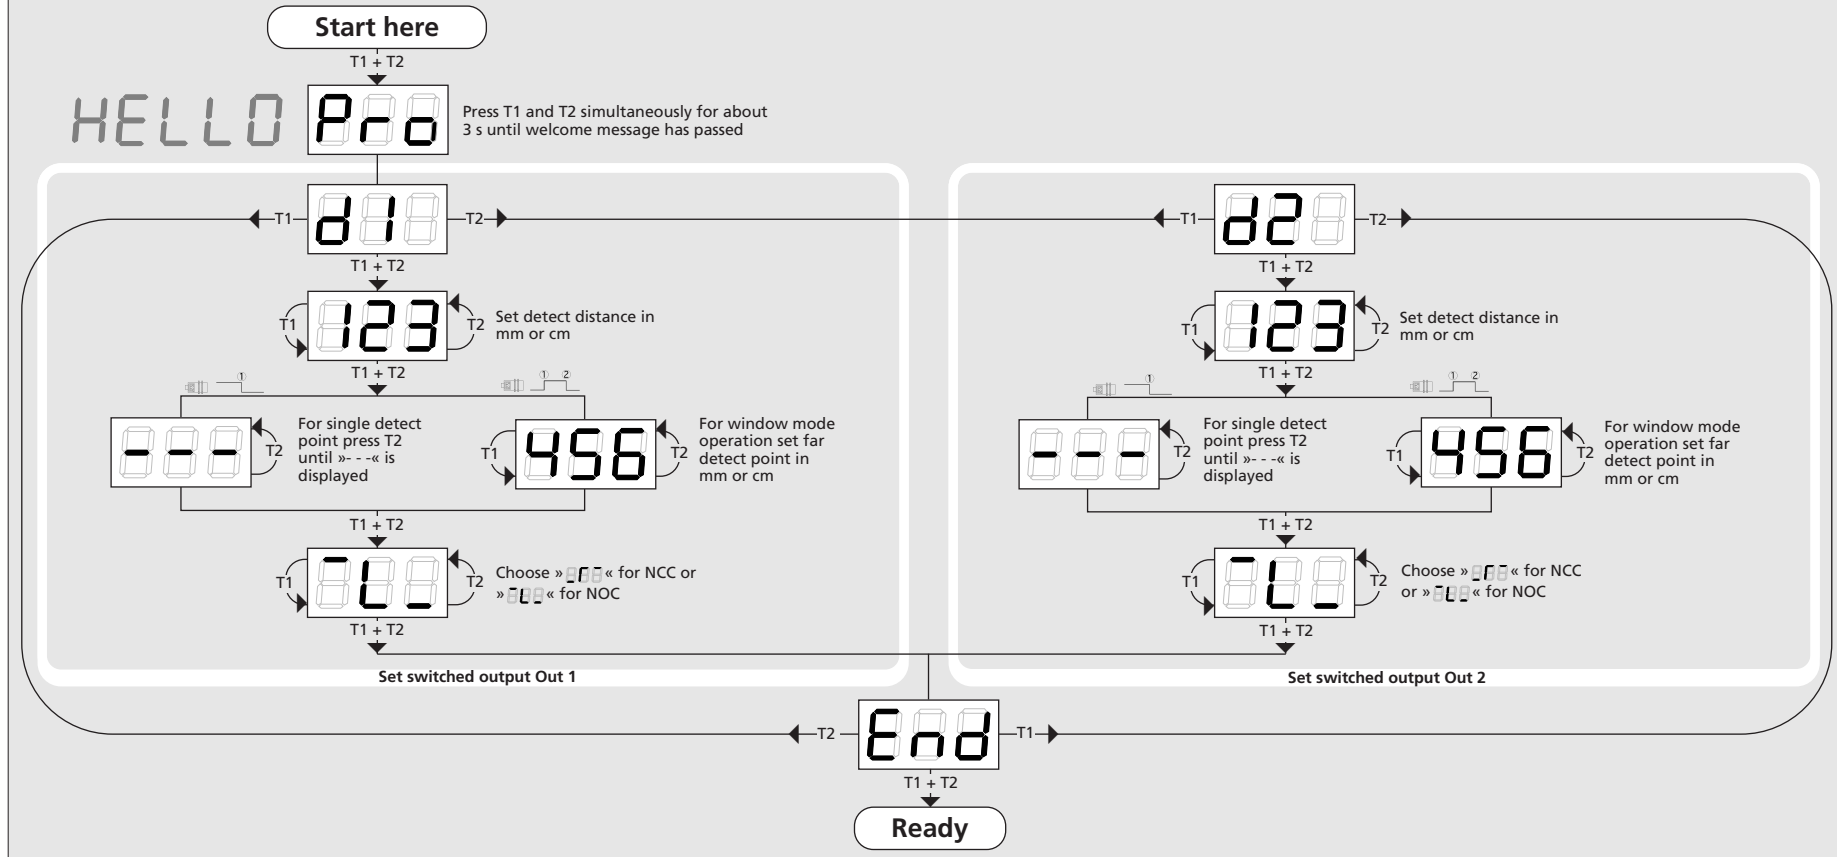 Start here
T1 + T2
HELLO
Pro
Press T1 and T2 simultaneously for about
3 s until welcome message has passed
T1
d1
T2
T1
d2
T2
T1 + T2
T1 + T2
T1
123
T2
Set detect distance in
mm or cm
T1
123
T2
Set detect distance in
mm or cm
T1 + T2
T1 + T2
①
① ②
①
① ②
- - -
T2
For single detect
point press T2
until »- - -« is
displayed
T1
456
T2
For window mode
operation set far
detect point in
mm or cm
- - -
T2
For single detect
point press T2
until »- - -« is
displayed
T1
456
T2
For window mode
operation set far
detect point in
mm or cm
T1 + T2
T1 + T2
T1
T2
Choose » « for NCC or
» « for NOC
T1
T2
Choose » « for NCC
or » « for NOC
T1 + T2
T1 + T2
Set switched output Out 1
Set switched output Out 2
T2
End
T1
T1 + T2
Ready